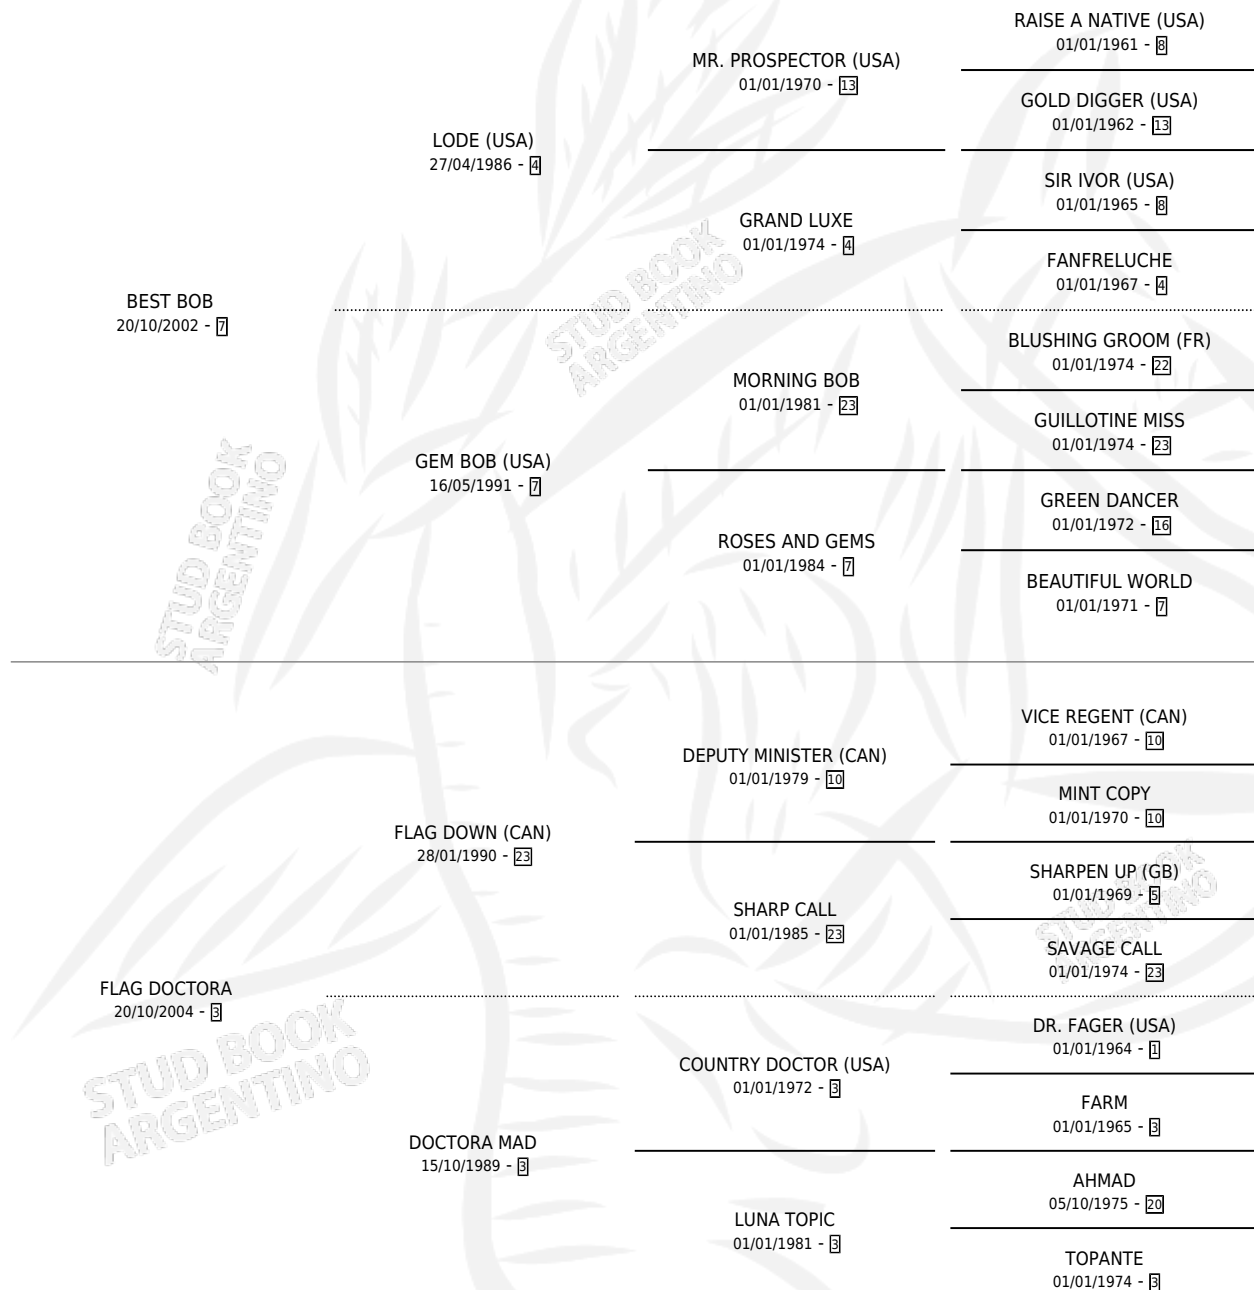 RAISE A NATIVE (USA)
01/01/1961 - 8
MR. PROSPECTOR (USA)
01/01/1970 - 13
GOLD DIGGER (USA)
01/01/1962 - 13
LODE (USA)
27/04/1986 - 4
SIR IVOR (USA)
01/01/1965 - 8
GRAND LUXE
01/01/1974 - 4
FANFRELUCHE
01/01/1967 - 4
BEST BOB
20/10/2002 - 7
STUD BOOK
ARGENTINO
BLUSHING GROOM (FR)
01/01/1974 - 22
MORNING BOB
01/01/1981 - 23
GUILLOTINE MISS
01/01/1974 - 23
GEM BOB (USA)
16/05/1991 - 7
GREEN DANCER
01/01/1972 - 16
ROSES AND GEMS
01/01/1984 - 7
BEAUTIFUL WORLD
01/01/1971 - 7
STUD BOOK
ARGENTINO
VICE REGENT (CAN)
01/01/1967 - 10
DEPUTY MINISTER (CAN)
01/01/1979 - 10
MINT COPY
01/01/1970 - 10
FLAG DOWN (CAN)
28/01/1990 - 23
SHARPEN UP (GB)
01/01/1969 - 5
SHARP CALL
01/01/1985 - 23
SAVAGE CALL
01/01/1974 - 23
STUD BOOK
ARGENTINO
FLAG DOCTORA
20/10/2004 - 3
STUD BOOK
ARGENTINO
DR. FAGER (USA)
01/01/1964 - 1
COUNTRY DOCTOR (USA)
01/01/1972 - 3
FARM
01/01/1965 - 3
DOCTORA MAD
15/10/1989 - 3
AHMAD
05/10/1975 - 20
LUNA TOPIC
01/01/1981 - 3
TOPANTE
01/01/1974 - 3